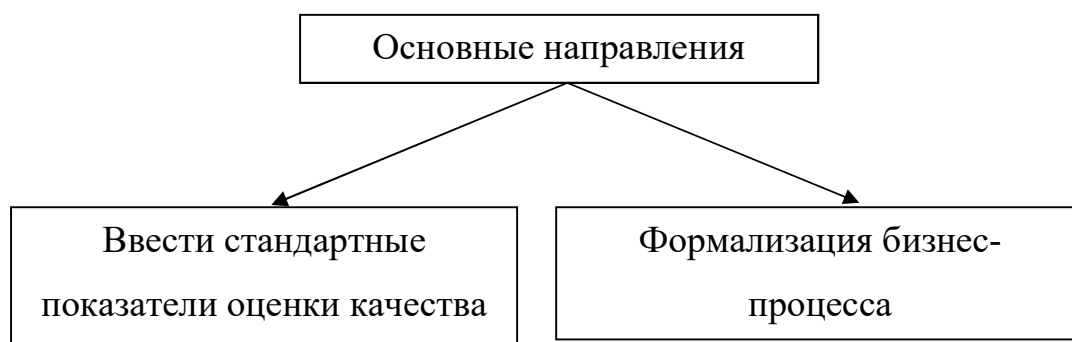 Основные направления
Ввести стандартные
показатели оценки качества
Формализация бизнес-
процесса